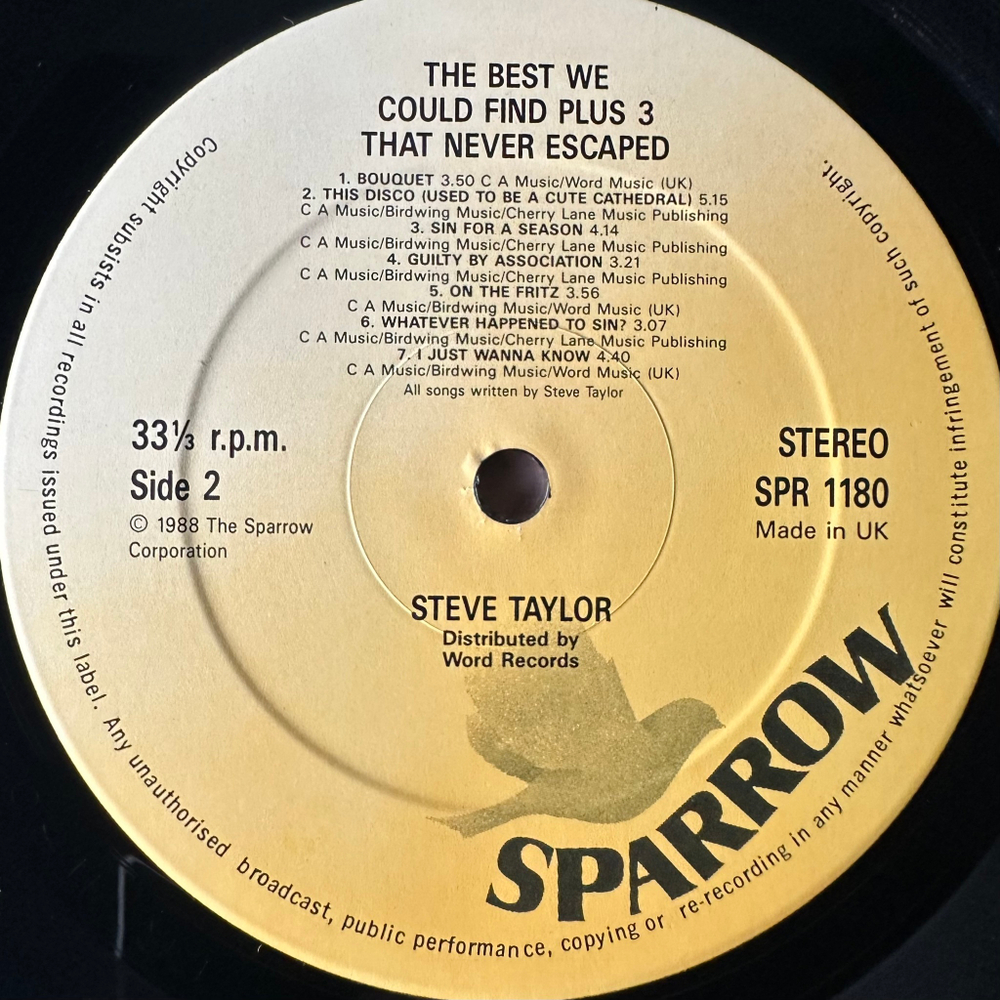 THE BEST WE
COULD FIND PLUS 3
THAT NEVER ESCAPED
1. BOUQUET 3.50 C A Music/Word Music (UK)
2. THIS DISCO (USED TO BE A CUTE CATHEDRAL) 5.15
C A Music/Birdwing Music/Cherry Lane Music Publishing
3. SIN FOR A SEASON 4.14
C A Music/Birdwing Music/Cherry Lane Music Publishing
4. GUILTY BY ASSOCIATION 3.21
C A Music/Birdwing Music/Cherry Lane Music Publishing
5. ON THE FRITZ 3.56
C A Music/Birdwing Music/Word Music (UK)
6. WHATEVER HAPPENED TO SIN? 3.07
C A Music/Birdwing Music/Cherry Lane Music Publishing
7. I JUST WANNA KNOW 4.40
C A Music/Birdwing Music/Word Music (UK)
All songs written by Steve Taylor
33⅓ r.p.m.
Side 2
© 1988 The Sparrow
Corporation
STEREO
SPR 1180
Made in UK
STEVE TAYLOR
Distributed by
Word Records
SPARROW
Copyright subsists in all recordings issued under this label. Any unauthorised broadcast, public performance, copying or re-recording in any manner whatsoever will constitute infringement of such copyright.